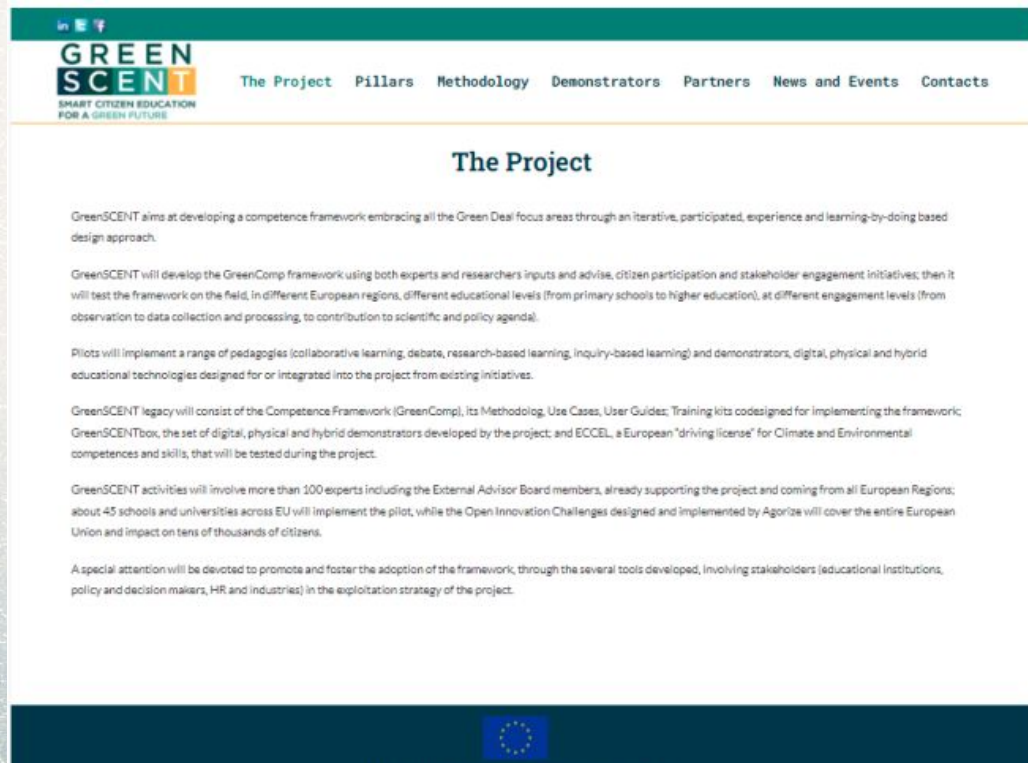 in
GREEN
SCENT
SMART CITIZEN EDUCATION
FOR A GREEN FUTURE
The Project Pillars Methodology Demonstrators Partners News and Events Contacts
The Project
GreenSCENT aims at developing a competence framework embracing all the Green Deal focus areas through an iterative, participated, experience and learning-by-doing based
design approach.
GreenSCENT will develop the GreenComp framework using both experts and researchers inputs and advise, citizen participation and stakeholder engagement initiatives; then it
will test the framework on the field, in different European regions, different educational levels (from primary schools to higher education), at different engagement levels (from
observation to data collection and processing, to contribution to scientific and policy agenda).
Pilots will implement a range of pedagogies (collaborative learning, debate, research-based learning, inquiry-based learning) and demonstrators, digital, physical and hybrid
educational technologies designed for or integrated into the project from existing initiatives.
GreenSCENT legacy will consist of the Competence Framework (GreenComp), its Methodolog, Use Cases, User Guides; Training kits codesigned for implementing the framework;
GreenSCENTbox, the set of digital, physical and hybrid demonstrators developed by the project; and ECCEL, a European "driving license" for Climate and Environmental
competences and skills, that will be tested during the project.
GreenSCENT activities will involve more than 100 experts including the External Advisor Board members, already supporting the project and coming from all European Regions;
about 45 schools and universities across EU will implement the pilot, while the Open Innovation Challenges designed and implemented by Agorize will cover the entire European
Union and impact on tens of thousands of citizens.
A special attention will be devoted to promote and foster the adoption of the framework, through the several tools developed, involving stakeholders (educational institutions,
policy and decision makers, HR and industries) in the exploitation strategy of the project.